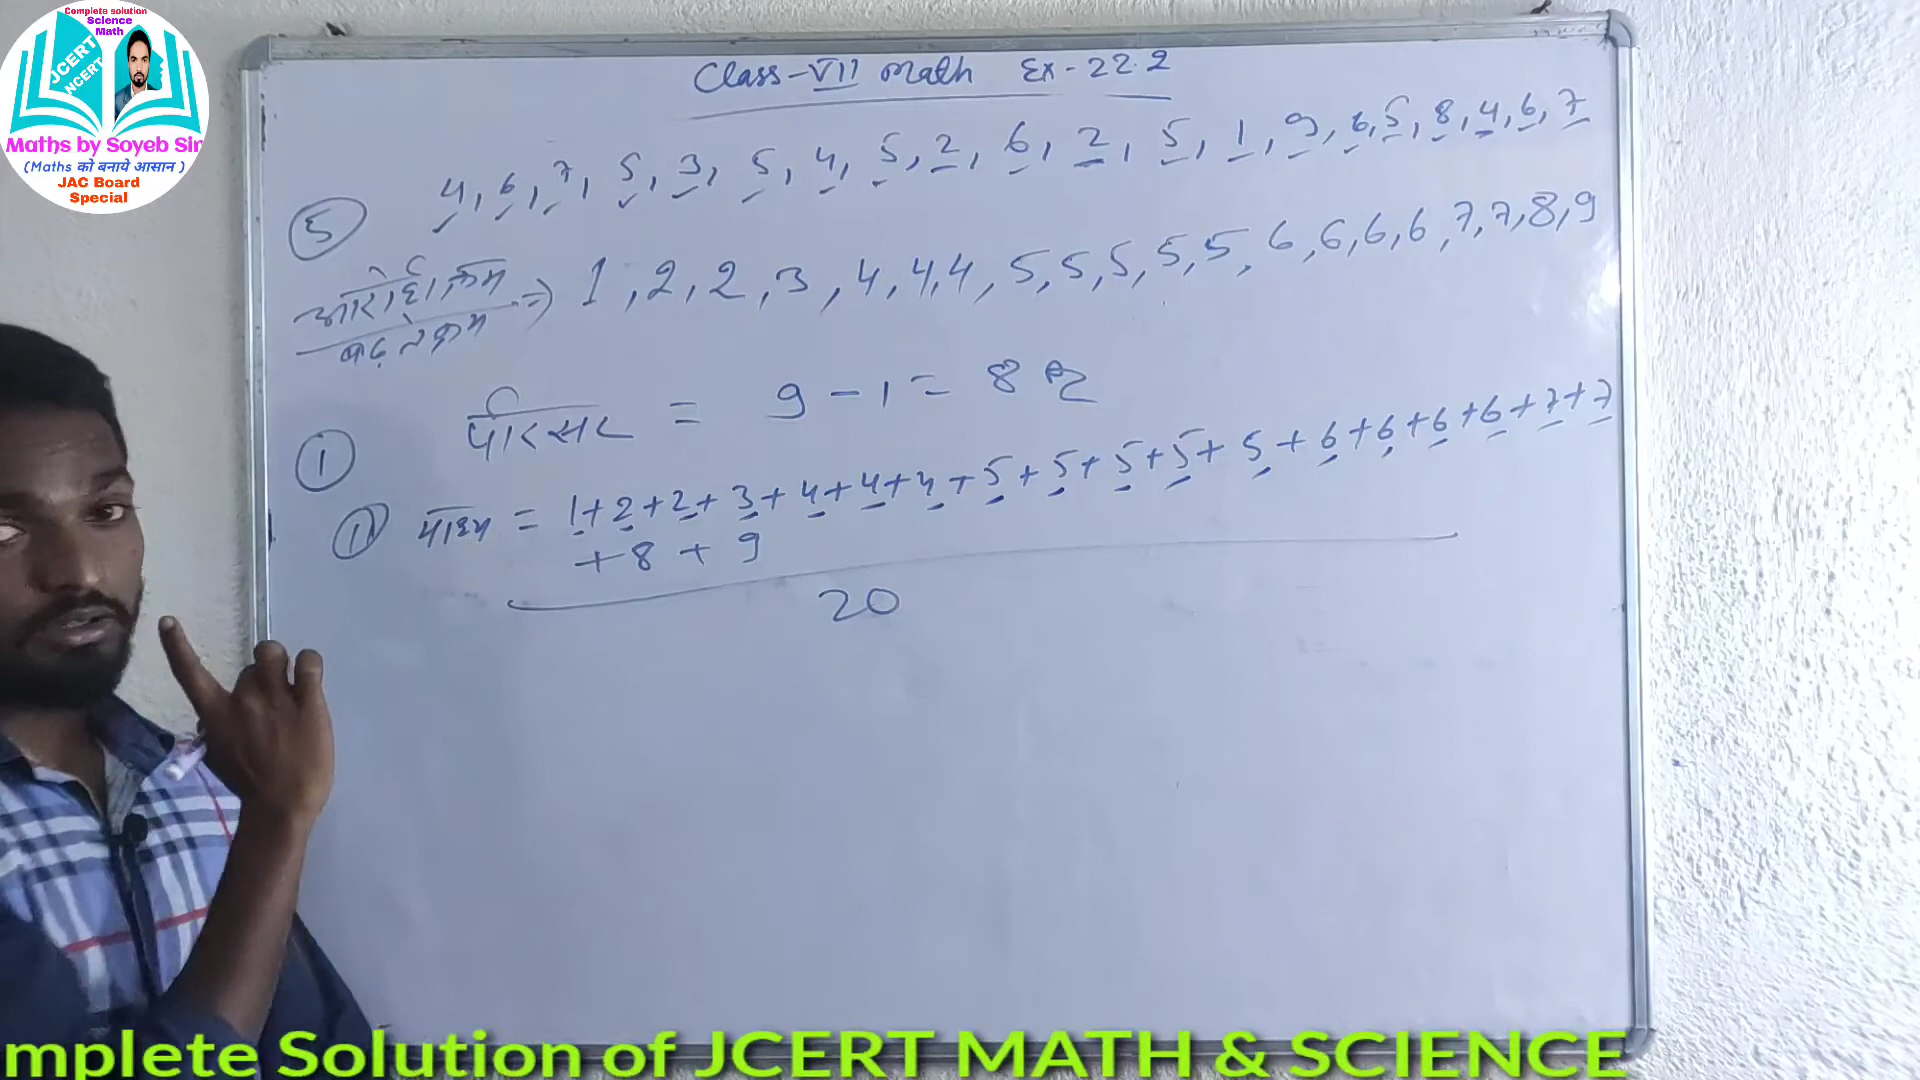 Complete solution
Science
Math
JCERT
NCERT
Maths by Soyeb Sir
(Maths को बनाये आसान )
JAC Board
Special
Class-VII Math Ex-22.2
5 4, 6, 7, 5, 3, 5, 4, 5, 2, 6, 2, 5, 1, 9, 6, 5, 8, 4, 6, 7
आरोही क्रम ⇒ 1, 2, 2, 3, 4, 4, 4, 5, 5, 5, 5, 5, 6, 6, 6, 6, 7, 7, 8, 9
बढ़ते क्रम
I परिसर = 9 - 1 = 8
II माध्य = 1+2+2+3+4+4+4+5+5+5+5+5+6+6+6+6+7+7
+8+9
20
mplete Solution of JCERT MATH & SCIENCE